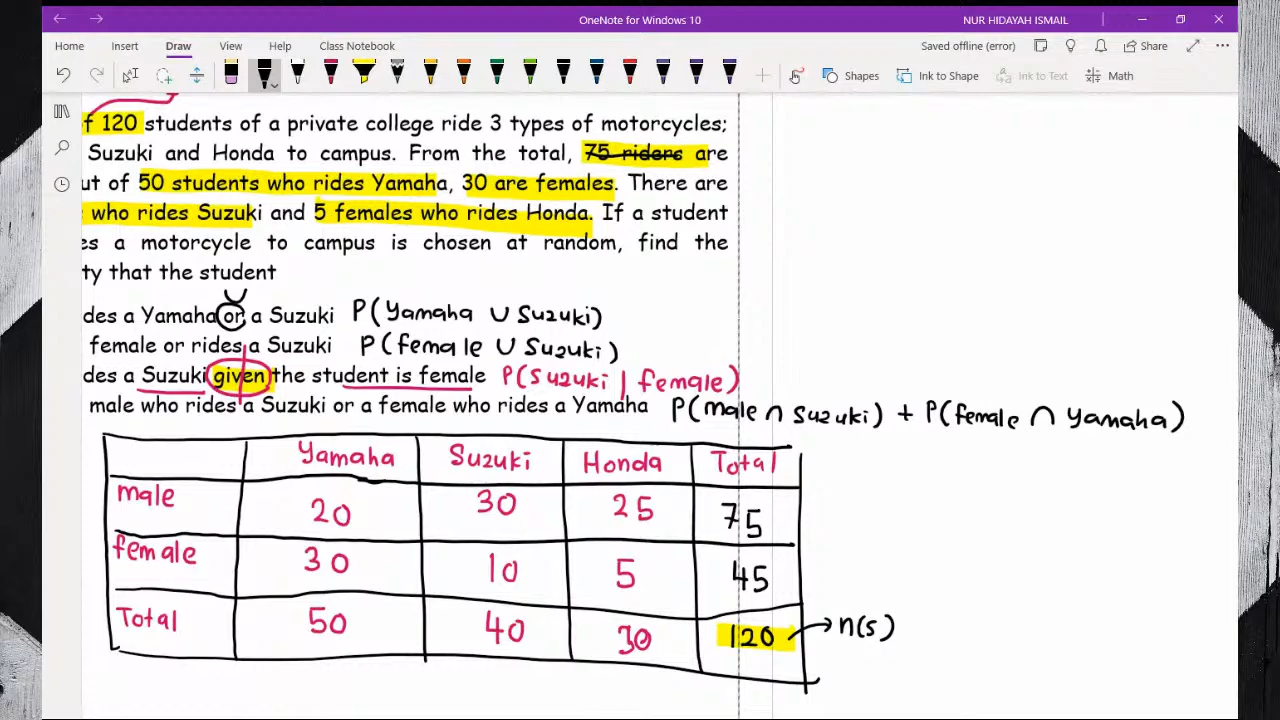 OneNote for Windows 10
NUR HIDAYAH ISMAIL
Home Insert Draw View Help Class Notebook
Saved offline (error) Share
Shapes Ink to Shape Ink to Text Math
f 120 students of a private college ride 3 types of motorcycles;
Suzuki and Honda to campus. From the total, 75 riders are
ut of 50 students who rides Yamaha, 30 are females. There are
who rides Suzuki and 5 females who rides Honda. If a student
es a motorcycle to campus is chosen at random, find the
ty that the student
des a Yamaha or a Suzuki P(Yamaha ∪ Suzuki)
female or rides a Suzuki P(female ∪ Suzuki)
des a Suzuki given the student is female P(Suzuki | female)
male who rides a Suzuki or a female who rides a Yamaha P(male ∩ Suzuki) + P(female ∩ Yamaha)
Yamaha Suzuki Honda Total
male 20 30 25 75
female 30 10 5 45
Total 50 40 30 120 → n(s)